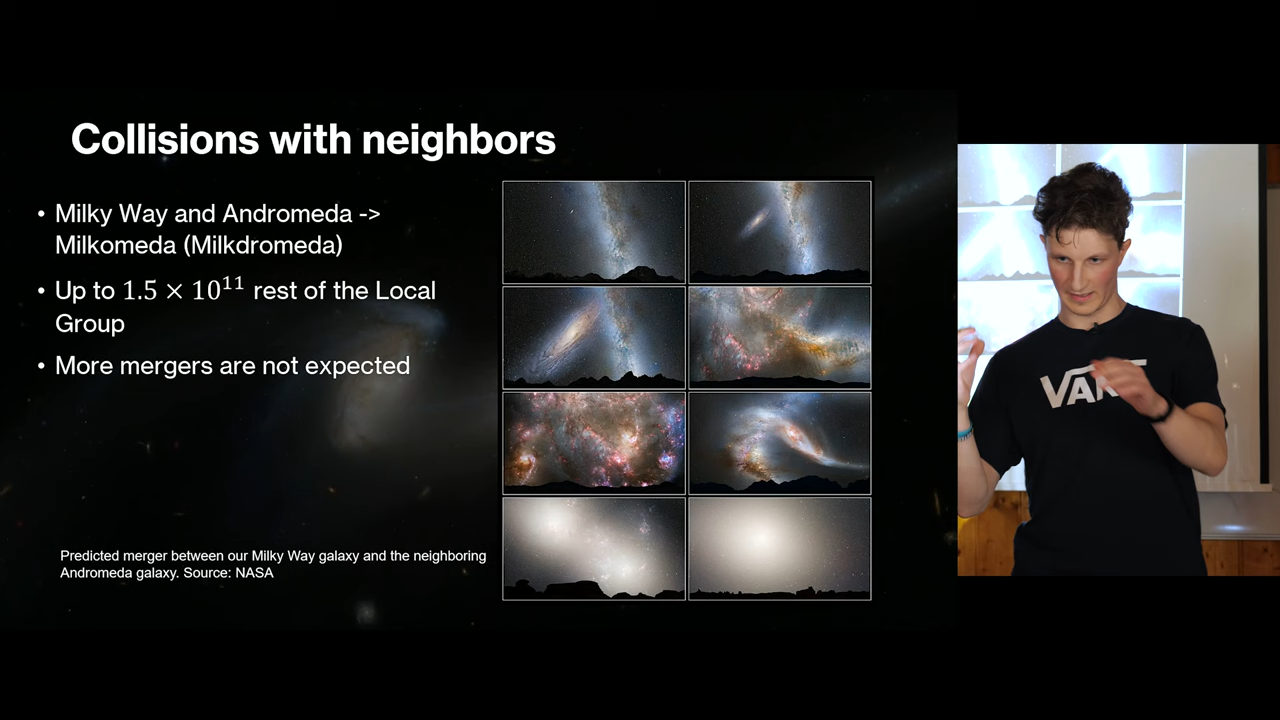 Collisions with neighbors
• Milky Way and Andromeda ->
Milkomeda (Milkdromeda)
• Up to 1.5 × 10¹¹ rest of the Local
Group
• More mergers are not expected
Predicted merger between our Milky Way galaxy and the neighboring
Andromeda galaxy. Source: NASA